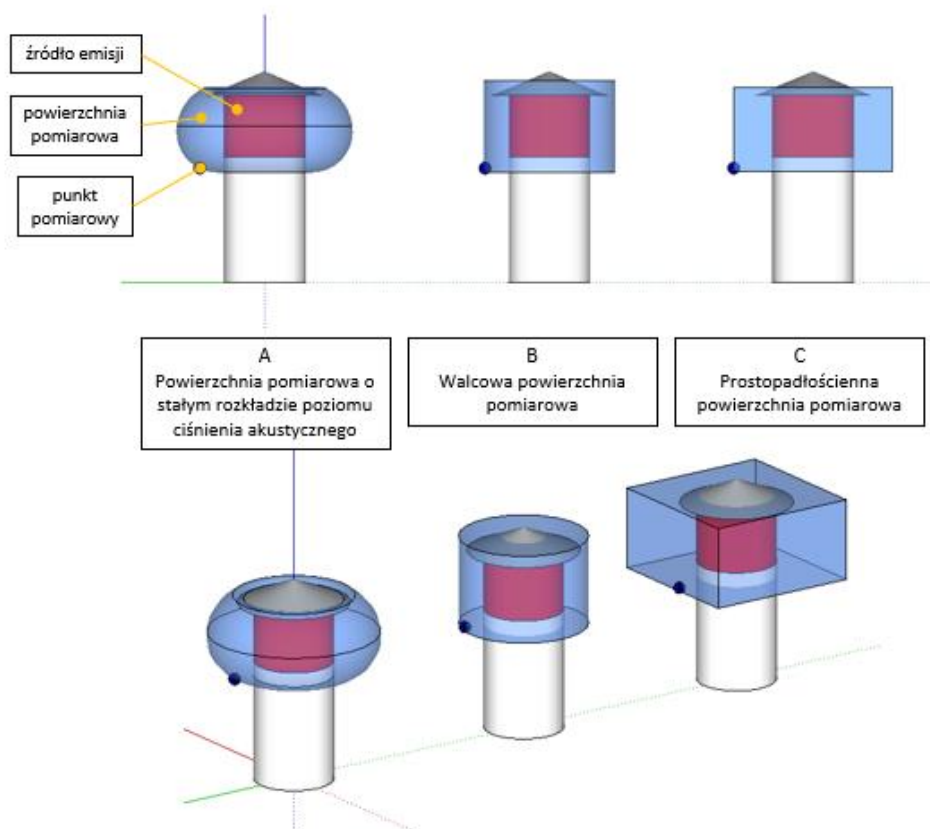 źródło emisji
powierzchnia
pomiarowa
punkt
pomiarowy
A
Powierzchnia pomiarowa o
stałym rozkładzie poziomu
ciśnienia akustycznego
B
Walcowa powierzchnia
pomiarowa
C
Prostopadłościenna
powierzchnia pomiarowa